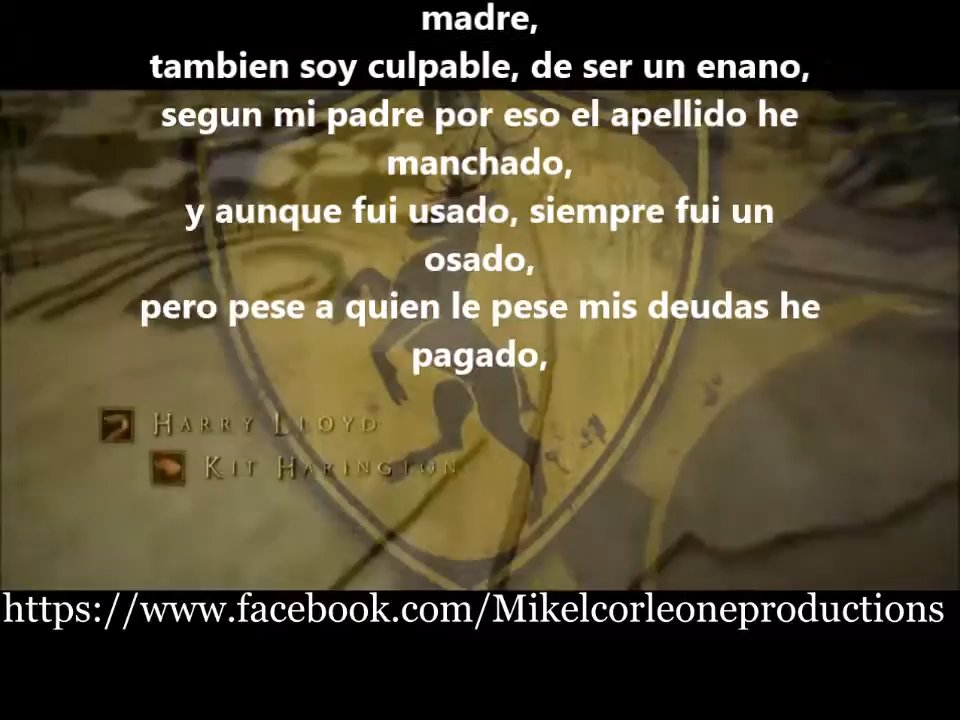 madre,
tambien soy culpable, de ser un enano,
segun mi padre por eso el apellido he
manchado,
y aunque fui usado, siempre fui un
osado,
pero pese a quien le pese mis deudas he
pagado,
HARRY LLOYD
KIT HARINGTON
https://www.facebook.com/Mikelcorleoneproductions